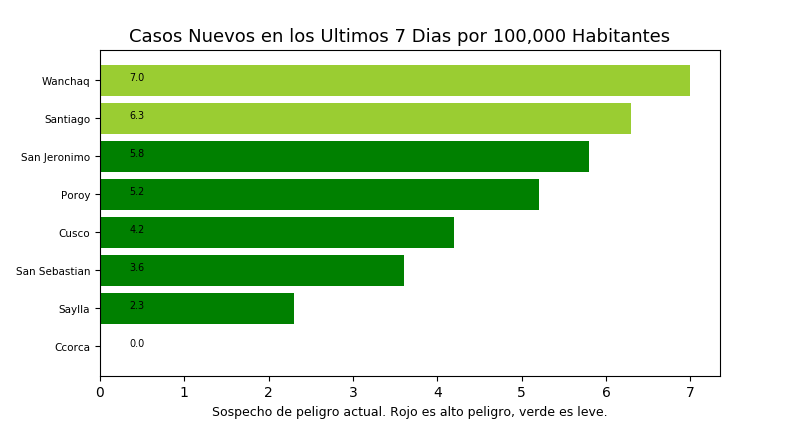 Casos Nuevos en los Ultimos 7 Dias por 100,000 Habitantes
Wanchaq 7.0
Santiago 6.3
San Jeronimo 5.8
Poroy 5.2
Cusco 4.2
San Sebastian 3.6
Saylla 2.3
Ccorca 0.0
0 1 2 3 4 5 6 7
Sospecho de peligro actual. Rojo es alto peligro, verde es leve.